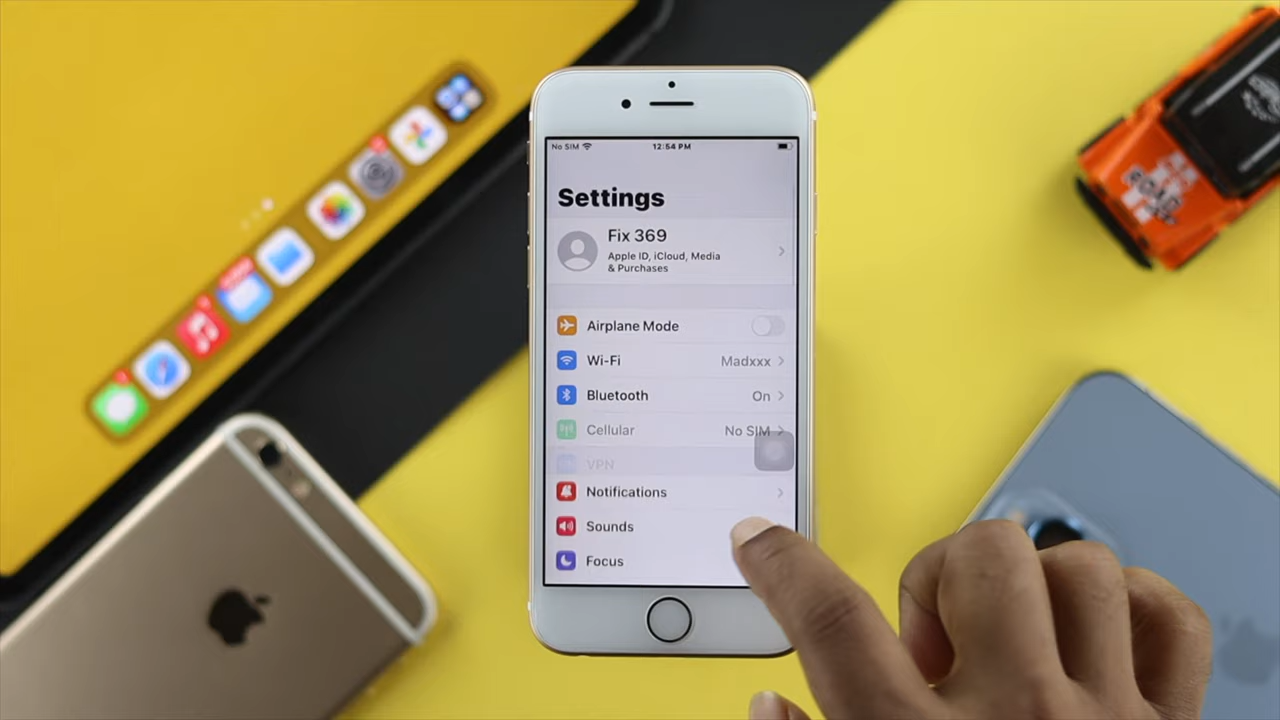 No SIM 12:54 PM
Settings
Fix 369
Apple ID, iCloud, Media
& Purchases
Airplane Mode
Wi-Fi Madxxx
Bluetooth On
Cellular No SIM
VPN
Notifications
Sounds
Focus
ROAD